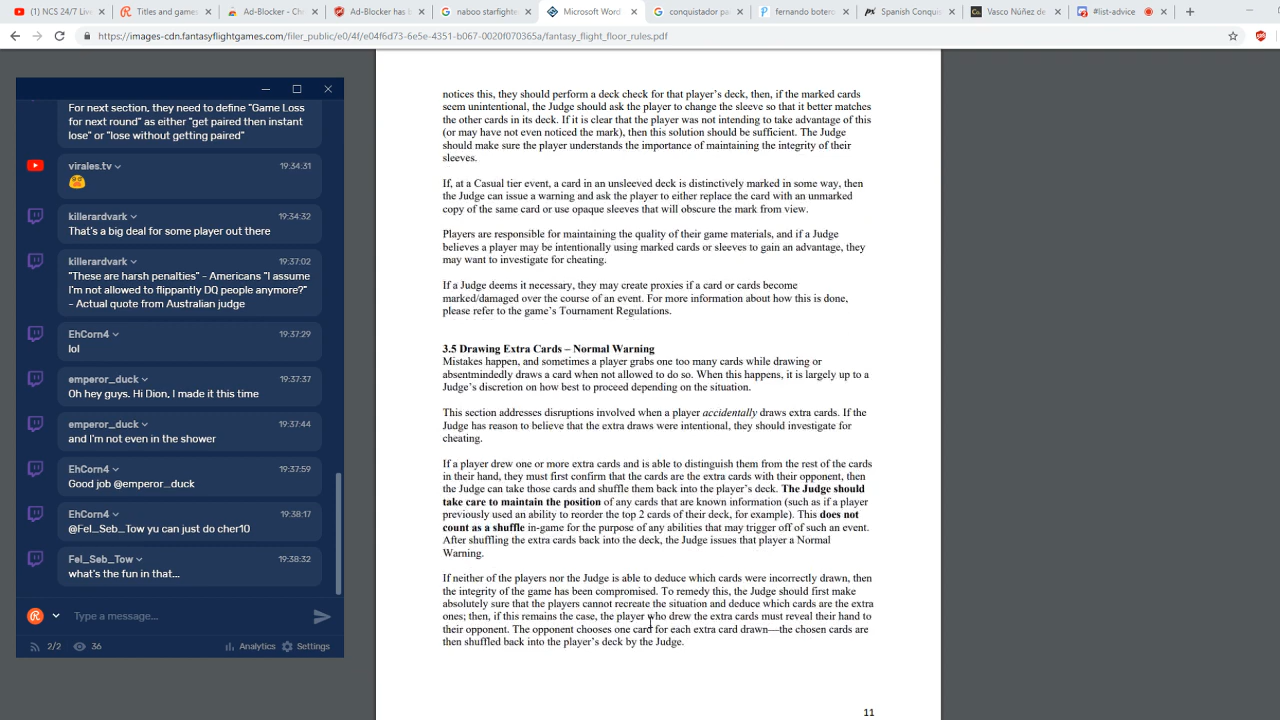 NCS 24/7 Live
Titles and games
Ad-Blocker - Ch
Ad-Blocker has b
naboo starfighte
Microsoft Word
conquistador pa
fernando botero
Spanish Conqui
Vasco Núñez de
#list-advice
https://images-cdn.fantasyflightgames.com/filer_public/e0/4f/e04f6d73-6e5e-4351-b067-0020f070365a/fantasy_flight_floor_rules.pdf
For next section, they need to define "Game Loss
for next round" as either "get paired then instant
lose" or "lose without getting paired"
virales.tv 19:34:31
killerardvark 19:34:32
That's a big deal for some player out there
killerardvark 19:37:02
"These are harsh penalties" - Americans "I assume
I'm not allowed to flippantly DQ people anymore?"
- Actual quote from Australian judge
EhCorn4 19:37:29
lol
emperor_duck 19:37:37
Oh hey guys. Hi Dion, I made it this time
emperor_duck 19:37:44
and I'm not even in the shower
EhCorn4 19:37:59
Good job @emperor_duck
EhCorn4 19:38:17
@Fel_Seb_Tow yu can just do cher10
Fel_Seb_Tow 19:38:32
what's the fun in that...
Type a message...
2/2 36 Analytics Settings
notices this, they should perform a deck check for that player's deck, then, if the marked cards
seem unintentional, the Judge should ask the player to change the sleeve so that it better matches
the other cards in its deck. If it is clear that the player was not intending to take advantage of this
(or may have not even noticed the mark), then this solution should be sufficient. The Judge
should make sure the player understands the importance of maintaining the integrity of their
sleeves.
If, at a Casual tier event, a card in an unsleeved deck is distinctively marked in some way, then
the Judge can issue a warning and ask the player to either replace the card with an unmarked
copy of the same card or use opaque sleeves that will obscure the mark from view.
Players are responsible for maintaining the quality of their game materials, and if a Judge
believes a player may be intentionally using marked cards or sleeves to gain an advantage, they
may want to investigate for cheating.
If a Judge deems it necessary, they may create proxies if a card or cards become
marked/damaged over the course of an event. For more information about how this is done,
please refer to the game's Tournament Regulations.
3.5 Drawing Extra Cards – Normal Warning
Mistakes happen, and sometimes a player grabs one too many cards while drawing or
absentmindedly draws a card when not allowed to do so. When this happens, it is largely up to a
Judge's discretion on how best to proceed depending on the situation.
This section addresses disruptions involved when a player accidentally draws extra cards. If the
Judge has reason to believe that the extra draws were intentional, they should investigate for
cheating.
If a player drew one or more extra cards and is able to distinguish them from the rest of the cards
in their hand, they must first confirm that the cards are the extra cards with their opponent, then
the Judge can take those cards and shuffle them back into the player's deck. The Judge should
take care to maintain the position of any cards that are known information (such as if a player
previously used an ability to reorder the top 2 cards of their deck, for example). This does not
count as a shuffle in-game for the purpose of any abilities that may trigger off of such an event.
After shuffling the extra cards back into the deck, the Judge issues that player a Normal
Warning.
If neither of the players nor the Judge is able to deduce which cards were incorrectly drawn, then
the integrity of the game has been compromised. To remedy this, the Judge should first make
absolutely sure that the players cannot recreate the situation and deduce which cards are the extra
ones; then, if this remains the case, the player who drew the extra cards must reveal their hand to
their opponent. The opponent chooses one card for each extra card drawn—the chosen cards are
then shuffled back into the player's deck by the Judge.
11